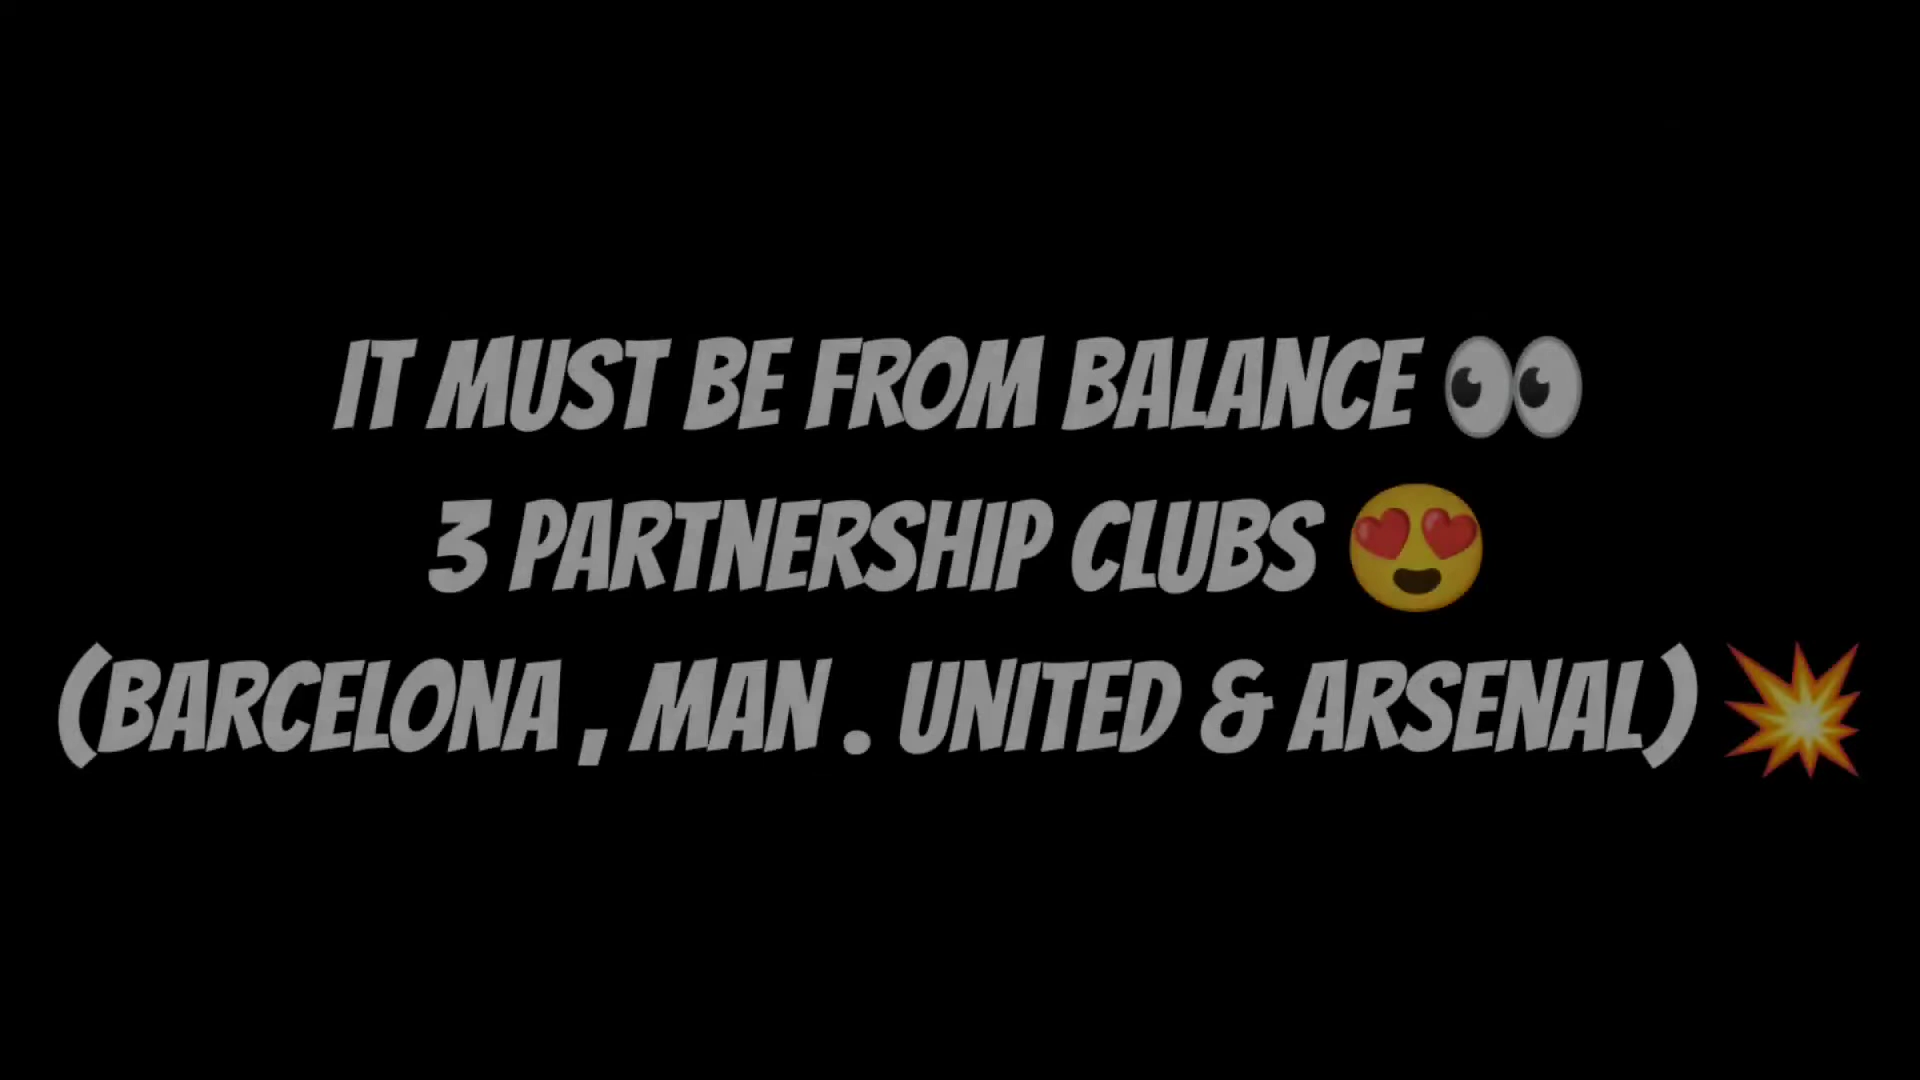 IT MUST BE FROM BALANCE 👀
3 PARTNERSHIP CLUBS 😍
(BARCELONA , MAN . UNITED & ARSENAL) 💥